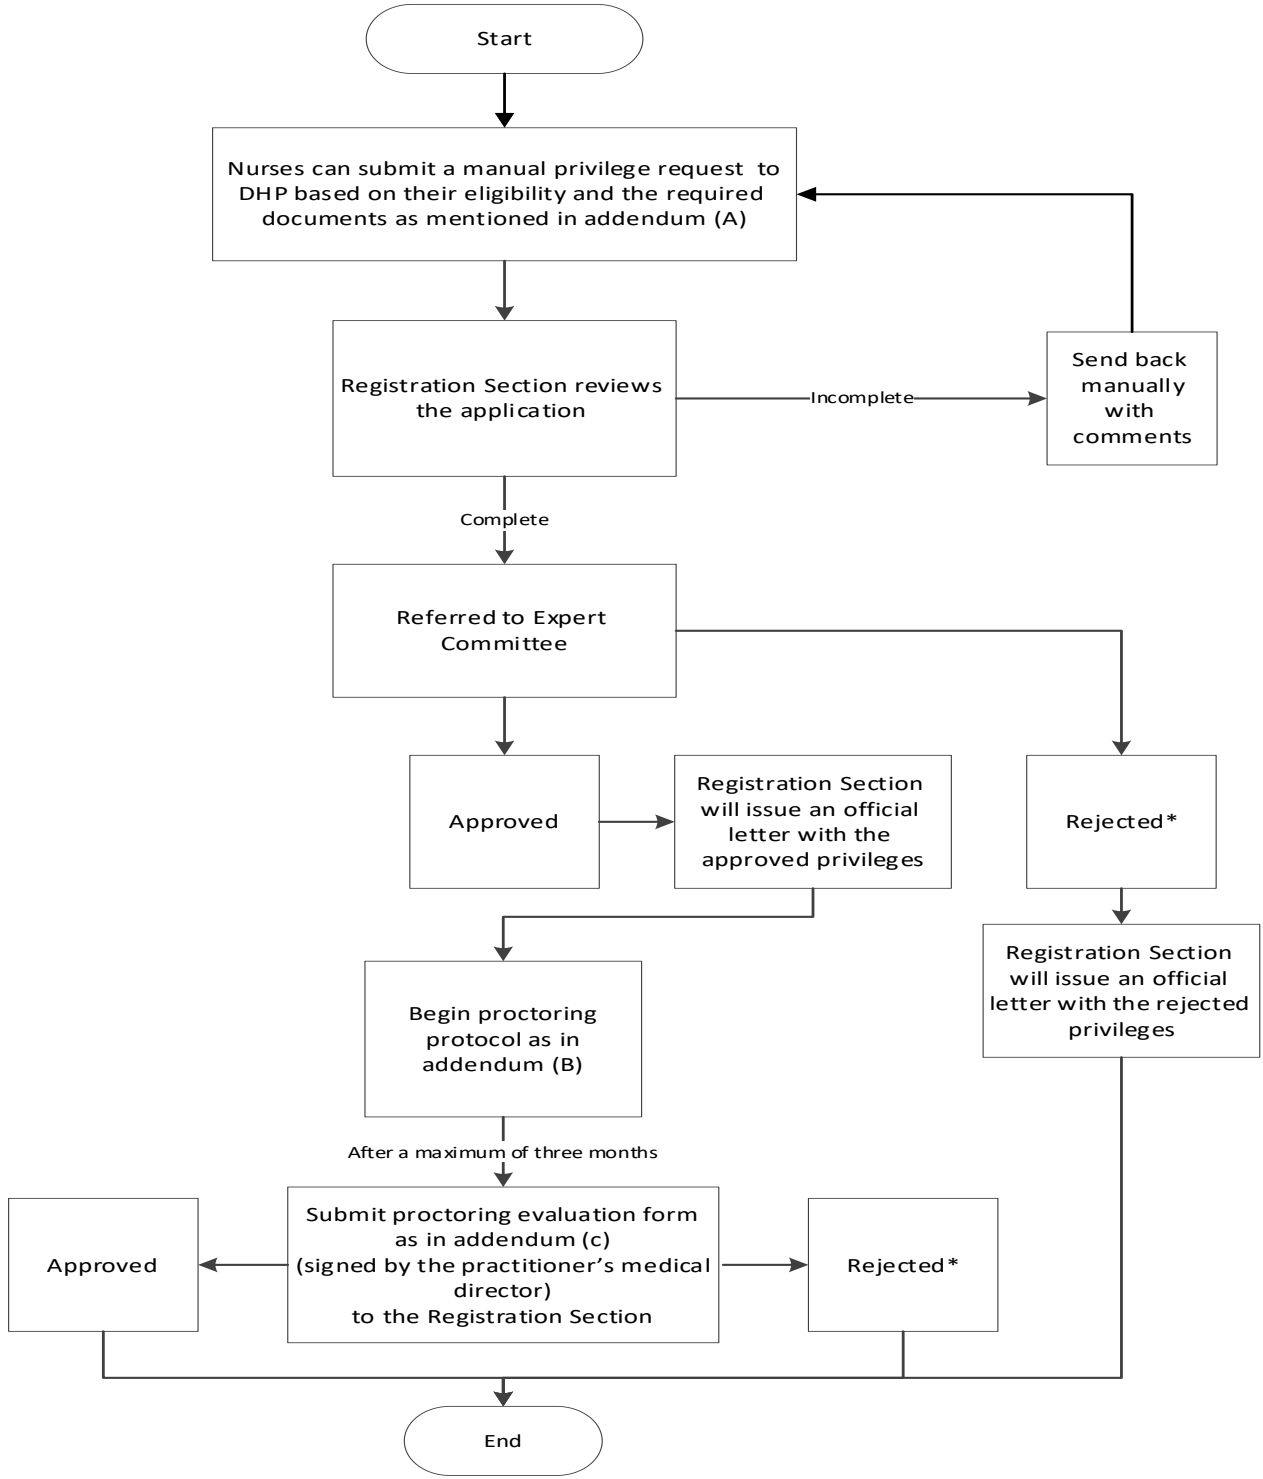 Start
Nurses can submit a manual privilege request to
DHP based on their eligibility and the required
documents as mentioned in addendum (A)
Registration Section reviews
the application
Incomplete
Send back
manually
with
comments
Complete
Referred to Expert
Committee
Approved
Registration Section
will issue an official
letter with the
approved privileges
Rejected*
Registration Section
will issue an official
letter with the rejected
privileges
Begin proctoring
protocol as in
addendum (B)
After a maximum of three months
Approved
Submit proctoring evaluation form
as in addendum (c)
(signed by the practitioner’s medical
director)
to the Registration Section
Rejected*
End